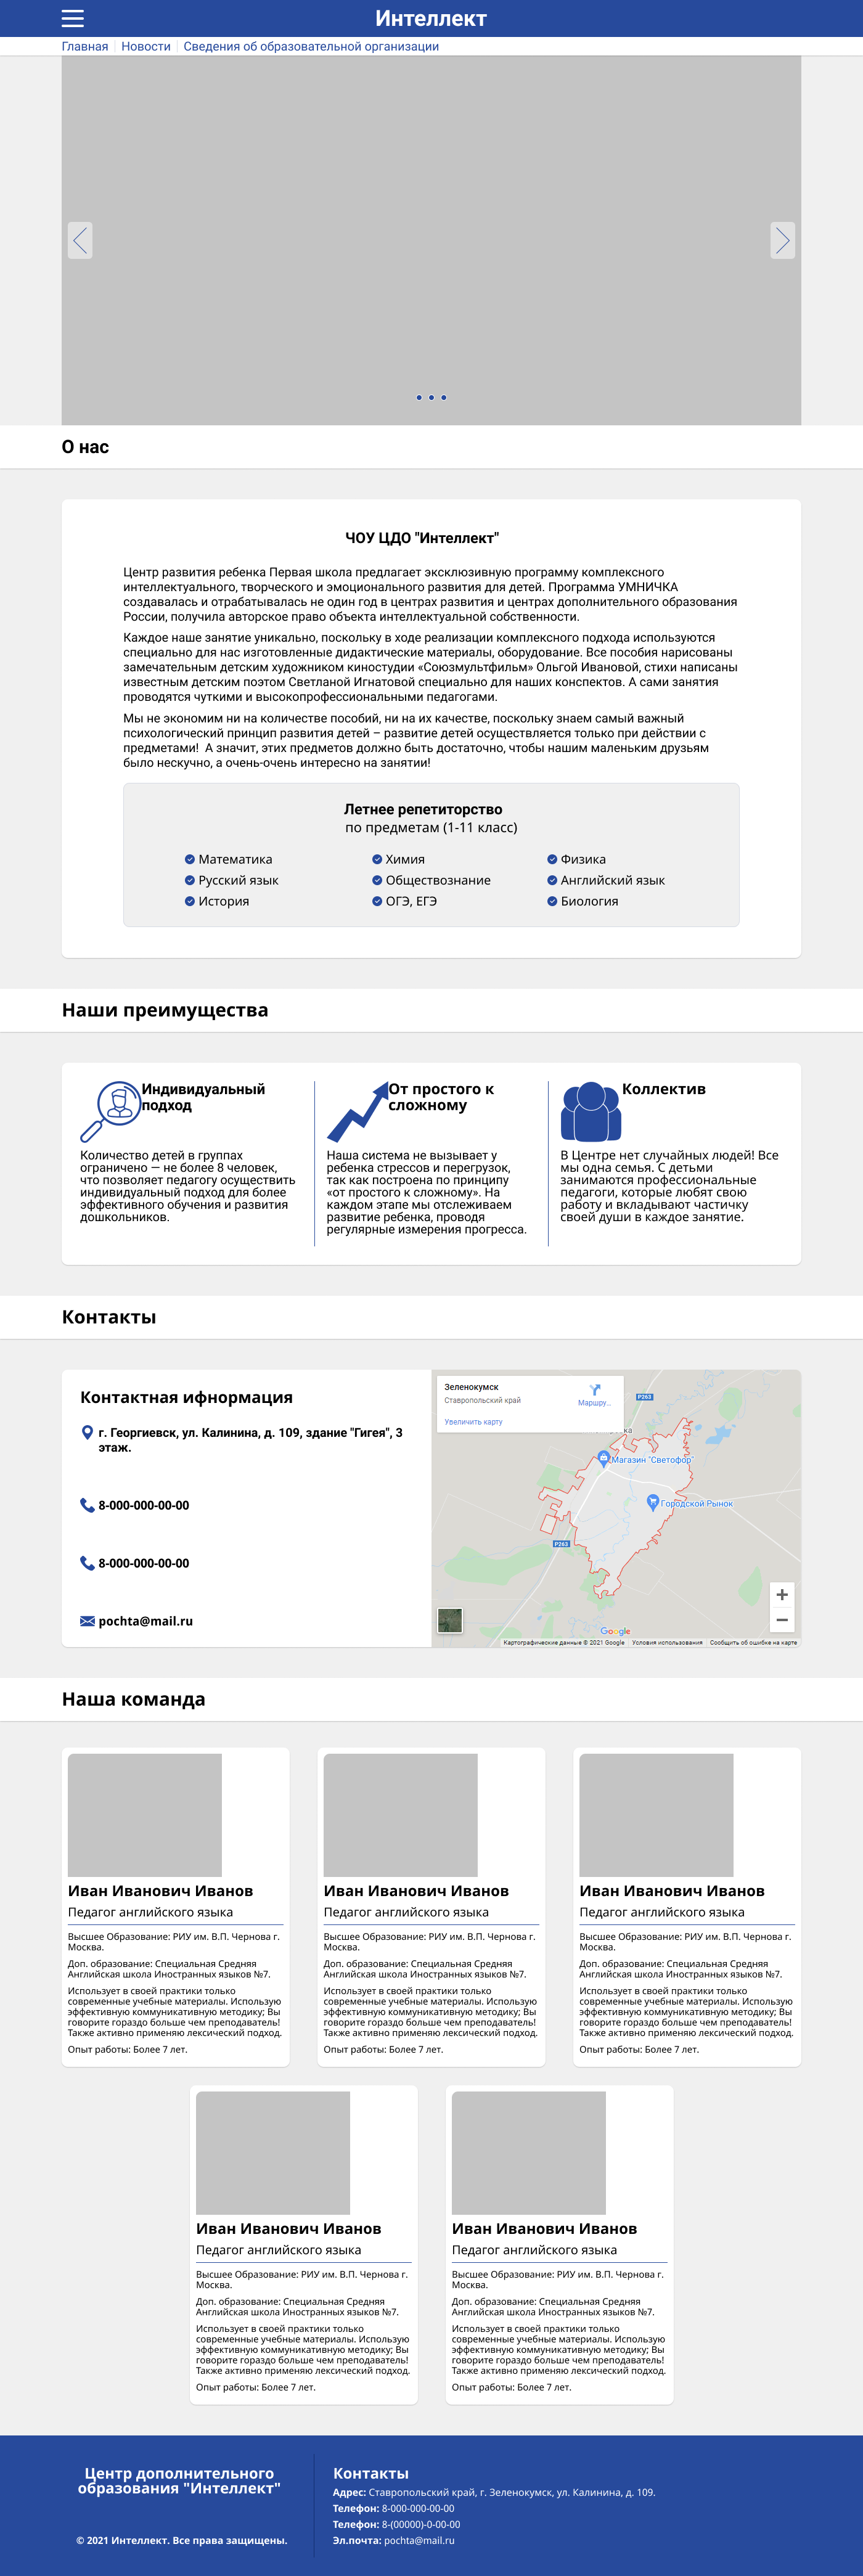 Интеллект
Главная
Новости
Сведения об образовательной организации
О нас
ЧОУ ЦДО "Интеллект"
Центр развития ребенка Первая школа предлагает эксклюзивную программу комплексного
интеллектуального, творческого и эмоционального развития для детей. Программа УМНИЧКА
создавалась и отрабатывалась не один год в центрах развития и центрах дополнительного образования
России, получила авторское право объекта интеллектуальной собственности.
Каждое наше занятие уникально, поскольку в ходе реализации комплексного подхода используются
специально для нас изготовленные дидактические материалы, оборудование. Все пособия нарисованы
замечательным детским художником киностудии «Союзмультфильм» Ольгой Ивановой, стихи написаны
известным детским поэтом Светланой Игнатовой специально для наших конспектов. А сами занятия
проводятся чуткими и высокопрофессиональными педагогами.
Мы не экономим ни на количестве пособий, ни на их качестве, поскольку знаем самый важный
психологический принцип развития детей – развитие детей осуществляется только при действии с
предметами! А значит, этих предметов должно быть достаточно, чтобы нашим маленьким друзьям
было нескучно, а очень-очень интересно на занятии!
Летнее репетиторство
по предметам (1-11 класс)
Математика
Русский язык
История
Химия
Обществознание
ОГЭ, ЕГЭ
Физика
Английский язык
Биология
Наши преимущества
Индивидуальный
подход
Количество детей в группах
ограничено — не более 8 человек,
что позволяет педагогу осуществить
индивидуальный подход для более
эффективного обучения и развития
дошкольников.
От простого к
сложному
Наша система не вызывает у
ребенка стрессов и перегрузок,
так как построена по принципу
«от простого к сложному». На
каждом этапе мы отслеживаем
развитие ребенка, проводя
регулярные измерения прогресса.
Коллектив
В Центре нет случайных людей! Все
мы одна семья. С детьми
занимаются профессиональные
педагоги, которые любят свою
работу и вкладывают частичку
своей души в каждое занятие.
Контакты
Контактная ифнормация
г. Георгиевск, ул. Калинина, д. 109, здание "Гигея", 3
этаж.
8-000-000-00-00
8-000-000-00-00
pochta@mail.ru
Зеленокумск
Ставропольский край
Маршру...
Увеличить карту
Р263
Магазин "Светофор"
Городской Рынок
Р263
Google
Картографические данные © 2021 Google
Условия использования
Сообщить об ошибке на карте
Наша команда
Иван Иванович Иванов
Педагог английского языка
Высшее Образование: РИУ им. В.П. Чернова г.
Москва.
Доп. образование: Специальная Средняя
Английская школа Иностранных языков №7.
Использует в своей практики только
современные учебные материалы. Использую
эффективную коммуникативную методику; Вы
говорите гораздо больше чем преподаватель!
Также активно применяю лексический подход.
Опыт работы: Более 7 лет.
Иван Иванович Иванов
Педагог английского языка
Высшее Образование: РИУ им. В.П. Чернова г.
Москва.
Доп. образование: Специальная Средняя
Английская школа Иностранных языков №7.
Использует в своей практики только
современные учебные материалы. Использую
эффективную коммуникативную методику; Вы
говорите гораздо больше чем преподаватель!
Также активно применяю лексический подход.
Опыт работы: Более 7 лет.
Иван Иванович Иванов
Педагог английского языка
Высшее Образование: РИУ им. В.П. Чернова г.
Москва.
Доп. образование: Специальная Средняя
Английская школа Иностранных языков №7.
Использует в своей практики только
современные учебные материалы. Использую
эффективную коммуникативную методику; Вы
говорите гораздо больше чем преподаватель!
Также активно применяю лексический подход.
Опыт работы: Более 7 лет.
Иван Иванович Иванов
Педагог английского языка
Высшее Образование: РИУ им. В.П. Чернова г.
Москва.
Доп. образование: Специальная Средняя
Английская школа Иностранных языков №7.
Использует в своей практики только
современные учебные материалы. Использую
эффективную коммуникативную методику; Вы
говорите гораздо больше чем преподаватель!
Также активно применяю лексический подход.
Опыт работы: Более 7 лет.
Иван Иванович Иванов
Педагог английского языка
Высшее Образование: РИУ им. В.П. Чернова г.
Москва.
Доп. образование: Специальная Средняя
Английская школа Иностранных языков №7.
Использует в своей практики только
современные учебные материалы. Использую
эффективную коммуникативную методику; Вы
говорите гораздо больше чем преподаватель!
Также активно применяю лексический подход.
Опыт работы: Более 7 лет.
Центр дополнительного
образования "Интеллект"
© 2021 Интеллект. Все права защищены.
Контакты
Адрес: Ставропольский край, г. Зеленокумск, ул. Калинина, д. 109.
Телефон: 8-000-000-00-00
Телефон: 8-(00000)-0-00-00
Эл.почта: pochta@mail.ru